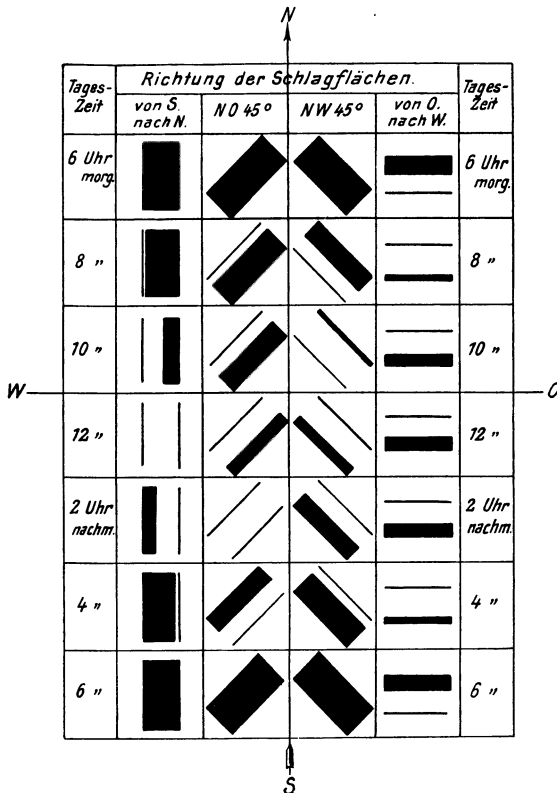 N
Richtung der Schlagflächen.
Tages-
Zeit
von S.
nach N.
NO 45°
NW 45°
von O.
nach W.
Tages-
Zeit
6 Uhr
morg.
6 Uhr
morg.
8 "
8 "
10 "
10 "
W
O
12 "
12 "
2 Uhr
nachm.
2 Uhr
nachm.
4 "
4 "
6 "
6 "
S